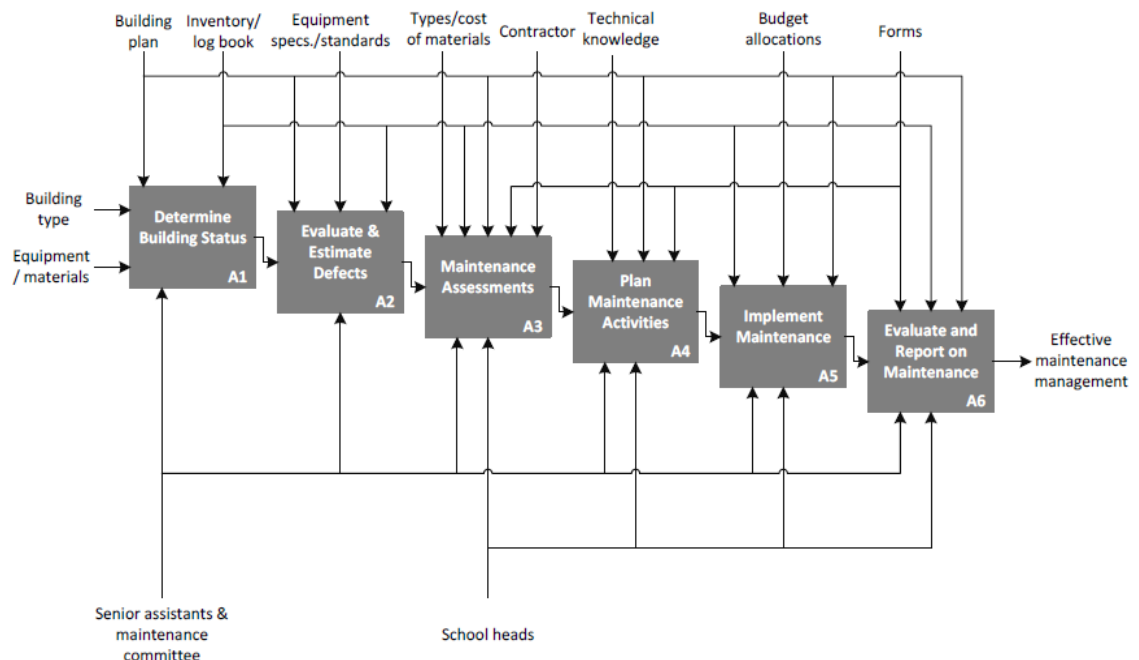 Building
plan
Inventory/
log book
Equipment
specs./standards
Types/cost
of materials
Contractor
Technical
knowledge
Budget
allocations
Forms
Building
type
Equipment
/ materials
Determine
Building Status
A1
Evaluate &
Estimate
Defects
A2
Maintenance
Assessments
A3
Plan
Maintenance
Activities
A4
Implement
Maintenance
A5
Evaluate and
Report on
Maintenance
A6
Effective
maintenance
management
Senior assistants &
maintenance
committee
School heads